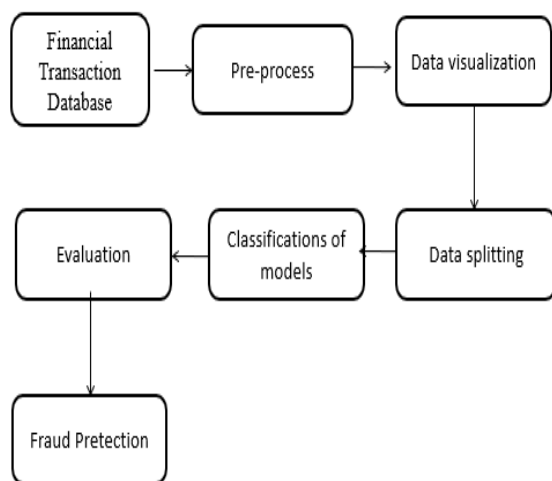 Financial
Transaction
Database
Pre-process
Data visualization
Data splitting
Classifications of
models
Evaluation
Fraud Pretection